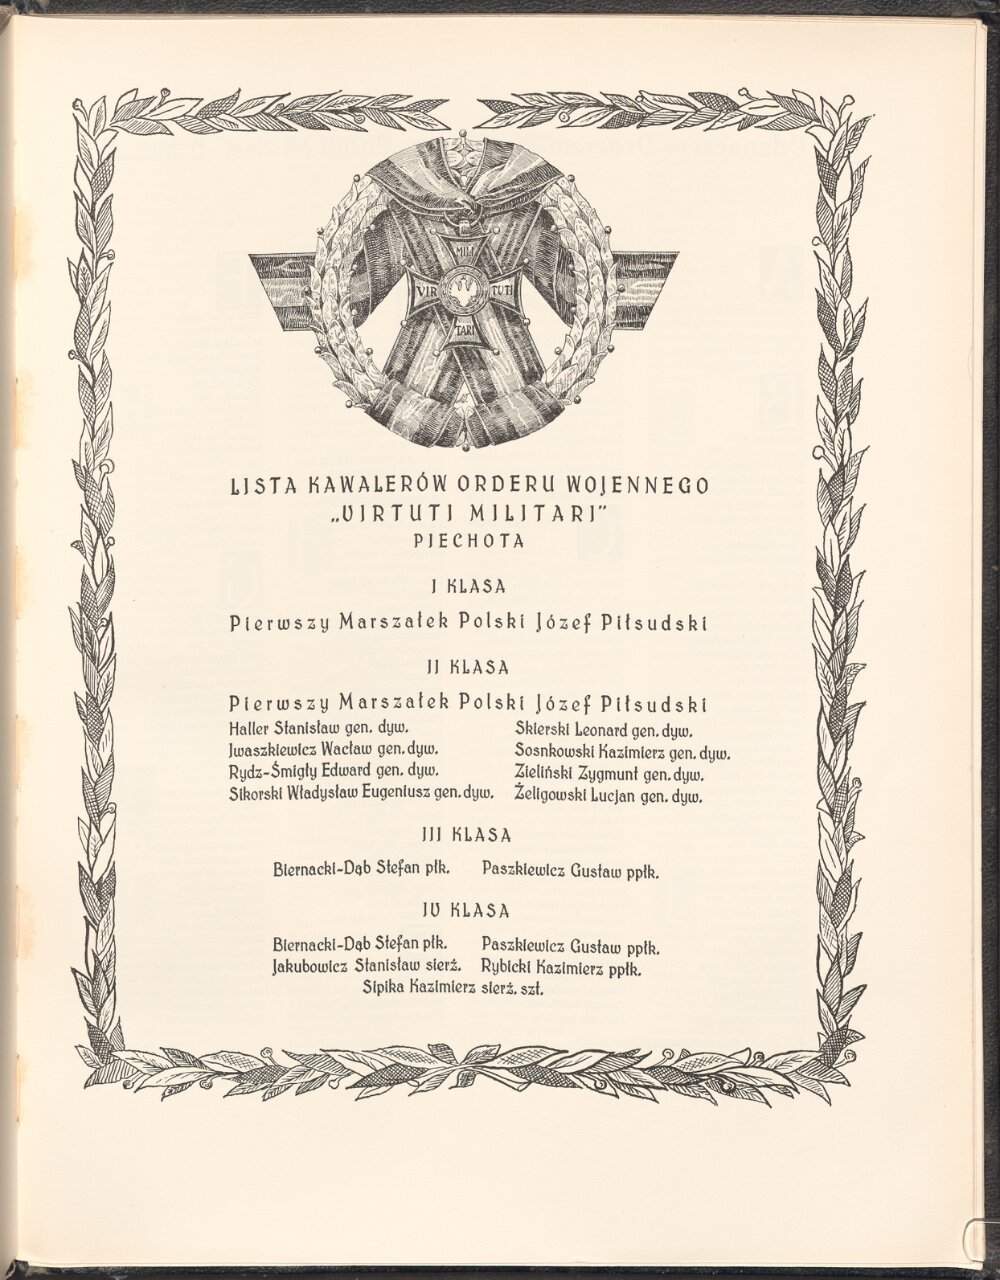 MILI
VIR TUTI
TARI
LISTA KAWALERÓW ORDERU WOJENNEGO
„VIRTUTI MILITARI”
PIECHOTA
I KLASA
Pierwszy Marszałek Polski Józef Piłsudski
II KLASA
Pierwszy Marszałek Polski Józef Piłsudski
Haller Stanisław gen. dyw.
Iwaszkiewicz Wacław gen. dyw.
Rydz-Śmigły Edward gen. dyw.
Sikorski Władysław Eugeniusz gen. dyw.
Skierski Leonard gen. dyw.
Sosnkowski Kazimierz gen. dyw.
Zieliński Zygmunt gen. dyw.
Żeligowski Lucjan gen. dyw.
III KLASA
Biernacki-Dąb Stefan płk. Paszkiewicz Gustaw ppłk.
IV KLASA
Biernacki-Dąb Stefan płk. Paszkiewicz Gustaw ppłk.
Jakubowicz Stanisław sierż. Rybicki Kazimierz ppłk.
Sipika Kazimierz sierż. szt.